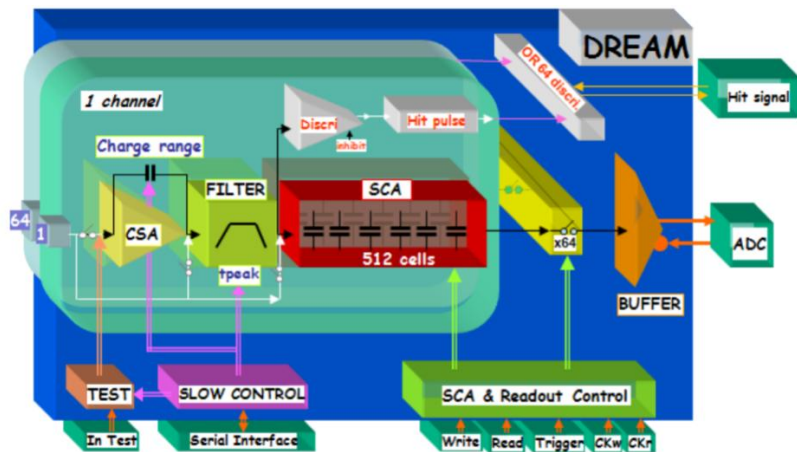 DREAM
OR 64 discri.
Hit signal
1 channel
Discri
Hit pulse
inhibit
Charge range
FILTER
SCA
64
1
CSA
x64
ADC
512 cells
tpeak
BUFFER
TEST
SLOW CONTROL
SCA & Readout Control
In Test
Serial Interface
Write
Read
Trigger
CKw
CKr